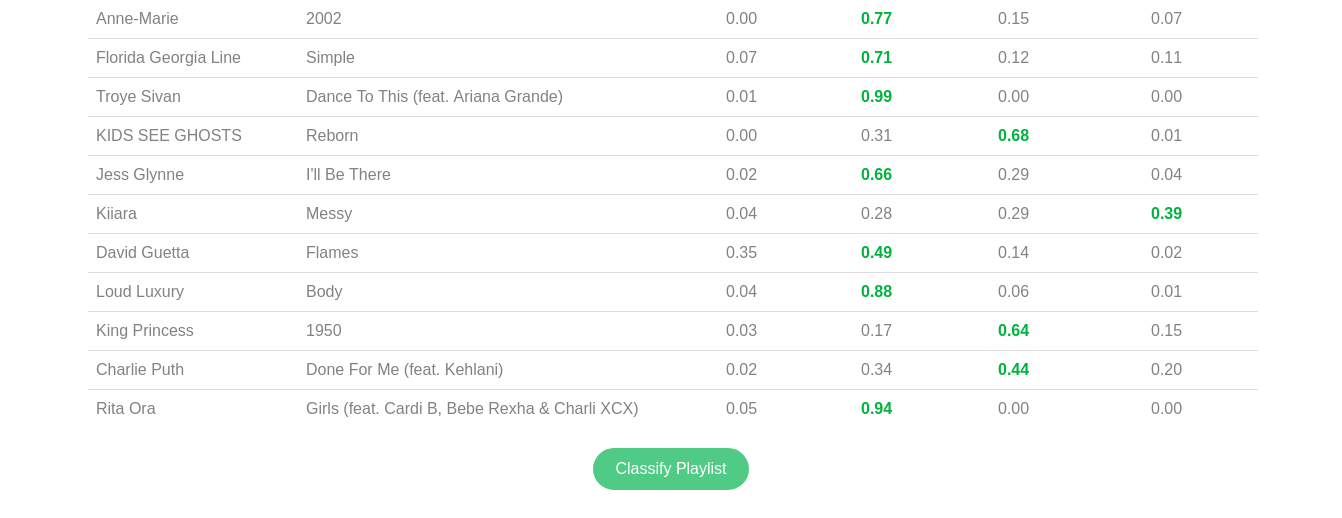 Anne-Marie 2002 0.00 0.77 0.15 0.07
Florida Georgia Line Simple 0.07 0.71 0.12 0.11
Troye Sivan Dance To This (feat. Ariana Grande) 0.01 0.99 0.00 0.00
KIDS SEE GHOSTS Reborn 0.00 0.31 0.68 0.01
Jess Glynne I'll Be There 0.02 0.66 0.29 0.04
Kiiara Messy 0.04 0.28 0.29 0.39
David Guetta Flames 0.35 0.49 0.14 0.02
Loud Luxury Body 0.04 0.88 0.06 0.01
King Princess 1950 0.03 0.17 0.64 0.15
Charlie Puth Done For Me (feat. Kehlani) 0.02 0.34 0.44 0.20
Rita Ora Girls (feat. Cardi B, Bebe Rexha & Charli XCX) 0.05 0.94 0.00 0.00
Classify Playlist